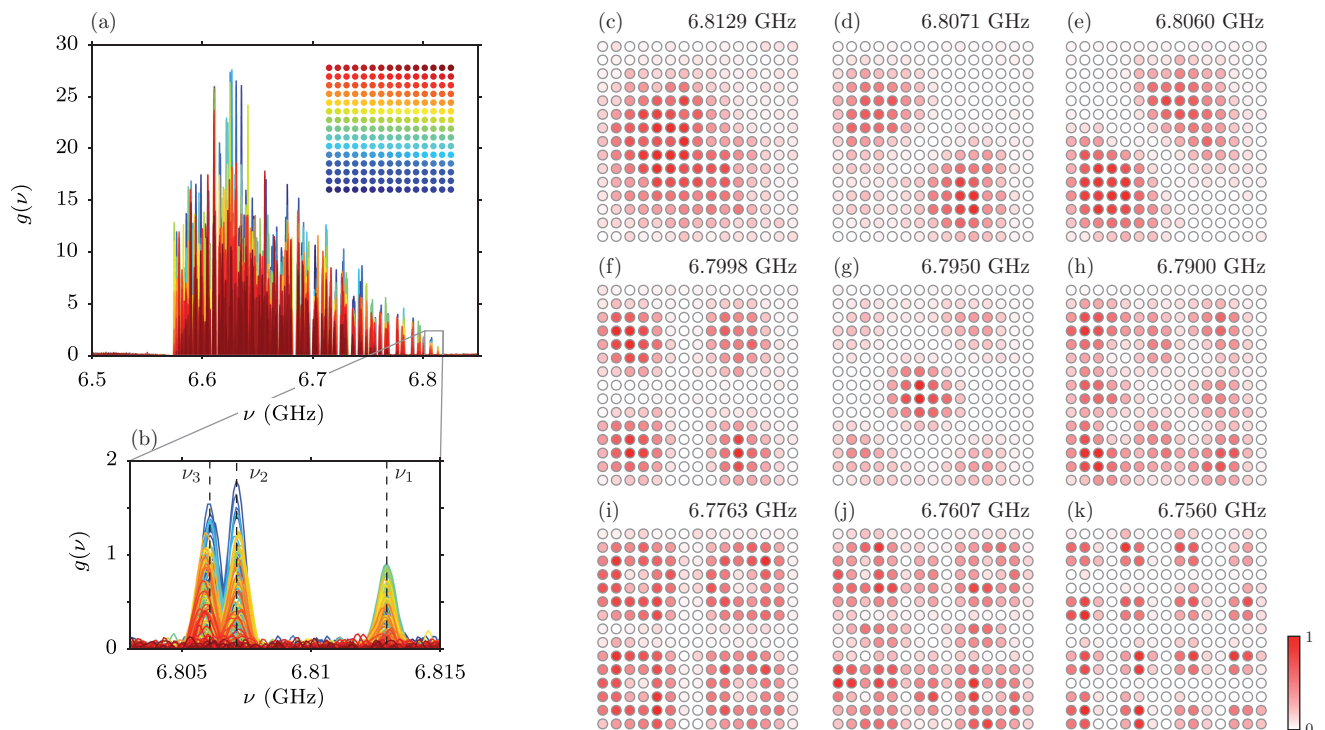 (a)
30
25
20
15
10
5
0
g(ν)
6.5 6.6 6.7 6.8
ν (GHz)
(b)
2
1
0
g(ν)
ν3 ν2 ν1
6.805 6.81 6.815
ν (GHz)
(c) 6.8129 GHz
(d) 6.8071 GHz
(e) 6.8060 GHz
(f) 6.7998 GHz
(g) 6.7950 GHz
(h) 6.7900 GHz
(i) 6.7763 GHz
(j) 6.7607 GHz
(k) 6.7560 GHz
1
0